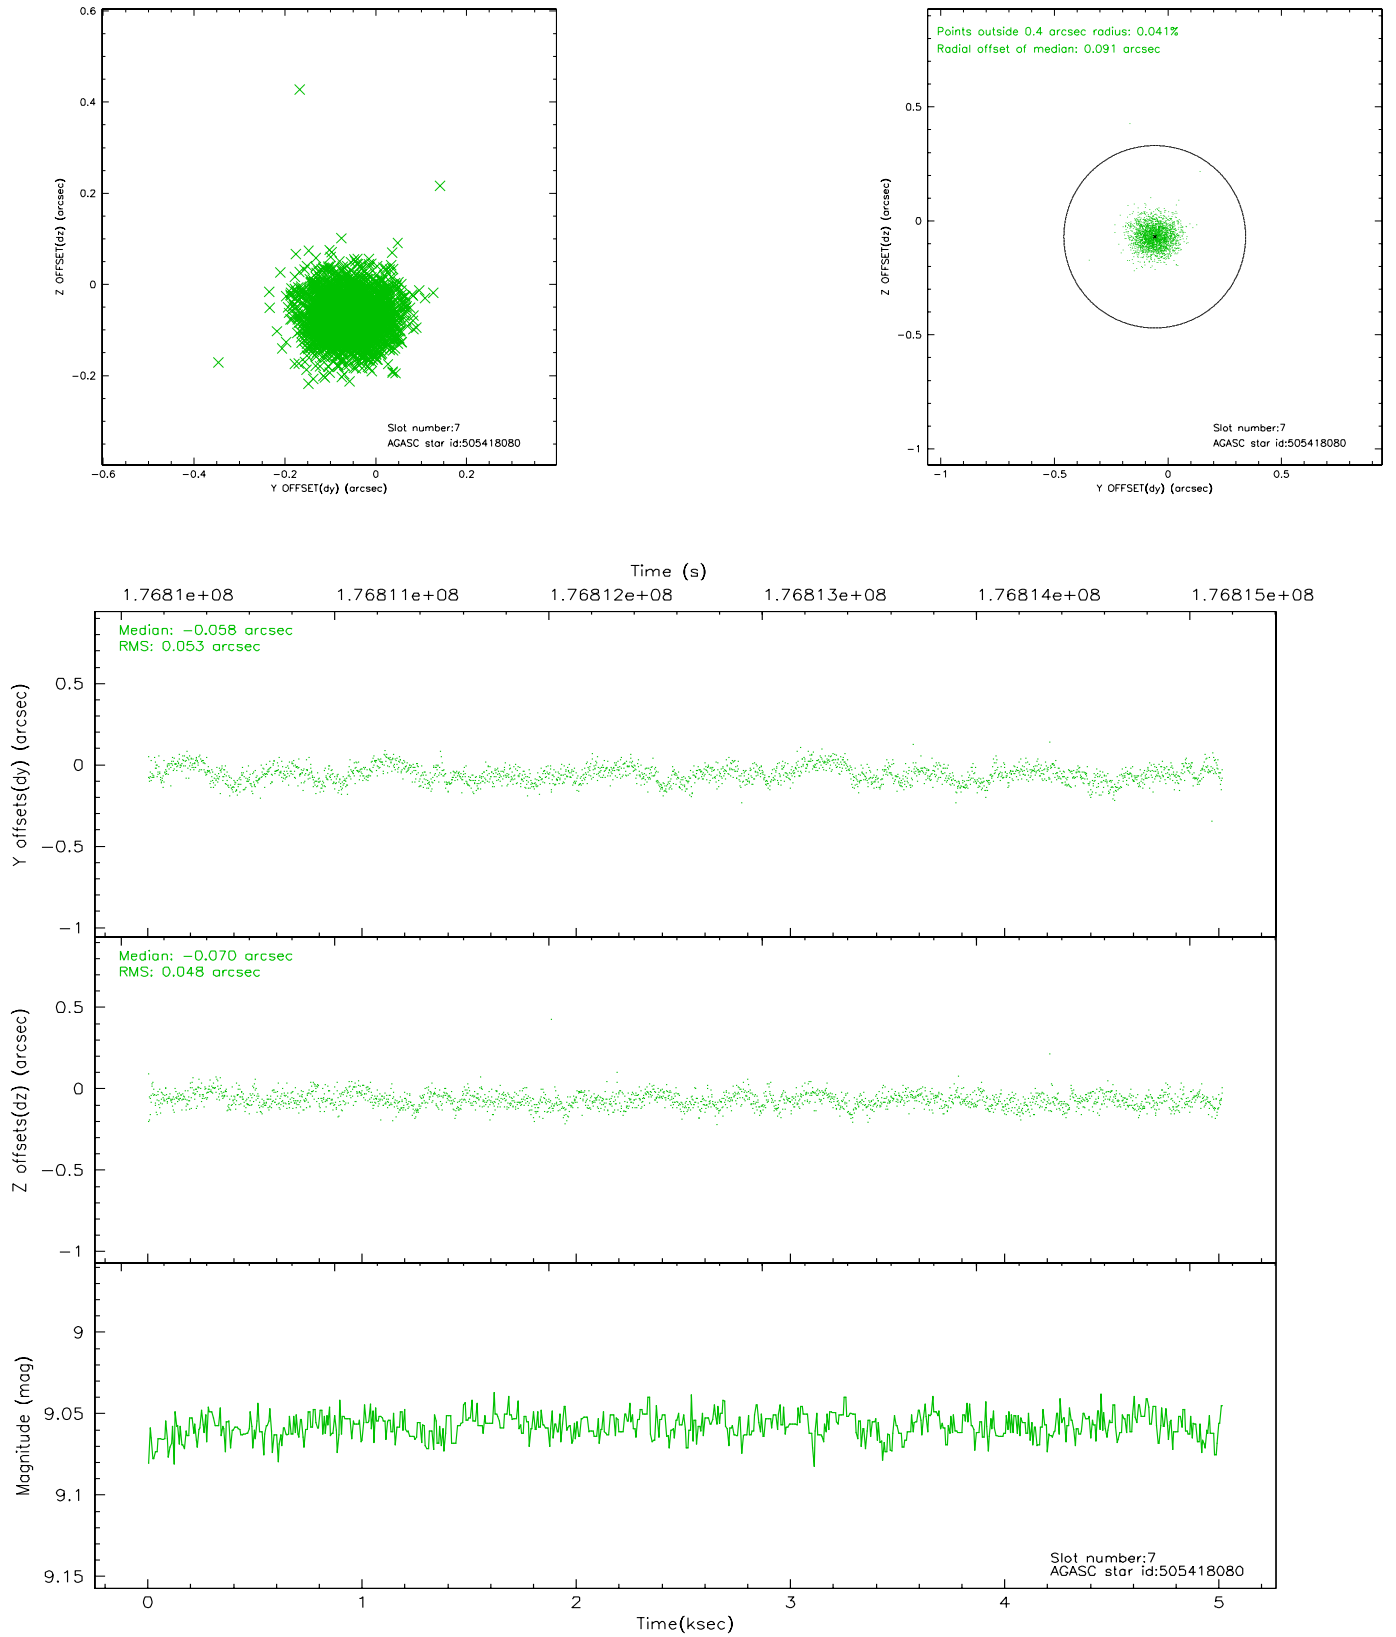 0.6
0.4
0.2
0
−0.2
Z OFFSET(dz) (arcsec)
Slot number:7
AGASC star id:505418080
−0.6 −0.4 −0.2 0 0.2
Y OFFSET(dy) (arcsec)
Points outside 0.4 arcsec radius: 0.041%
Radial offset of median: 0.091 arcsec
0.5
0
−0.5
−1
Z OFFSET(dz) (arcsec)
Slot number:7
AGASC star id:505418080
−1 −0.5 0 0.5
Y OFFSET(dy) (arcsec)
Time (s)
1.7681e+08 1.76811e+08 1.76812e+08 1.76813e+08 1.76814e+08 1.76815e+08
Median: −0.058 arcsec
RMS: 0.053 arcsec
0.5
0
−0.5
−1
Y offsets(dy) (arcsec)
Median: −0.070 arcsec
RMS: 0.048 arcsec
0.5
0
−0.5
−1
Z offsets(dz) (arcsec)
9
9.05
9.1
9.15
Magnitude (mag)
Slot number:7
AGASC star id:505418080
0 1 2 3 4 5
Time(ksec)